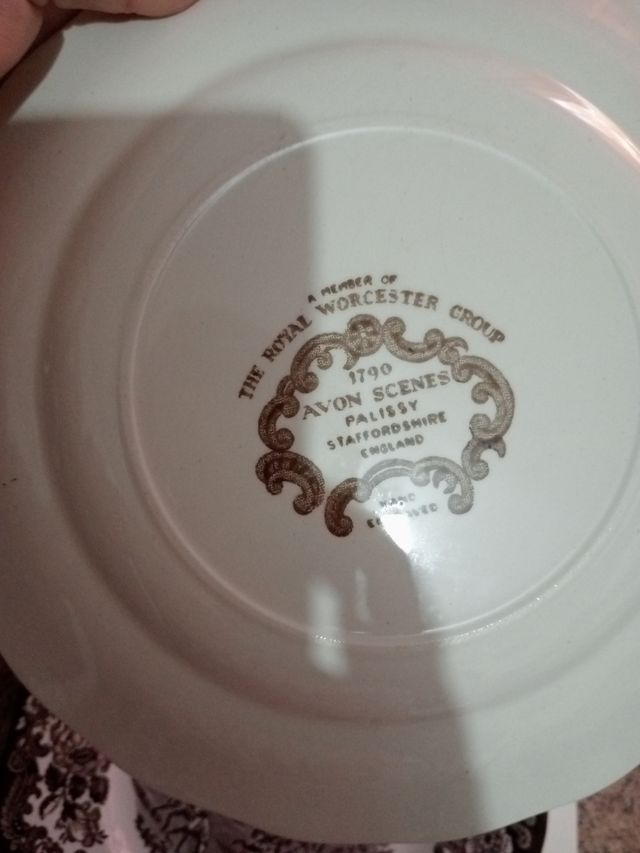 A MEMBER OF
THE ROYAL WORCESTER GROUP
1790
AVON SCENES
PALISSY
STAFFORDSHIRE
ENGLAND
HAND